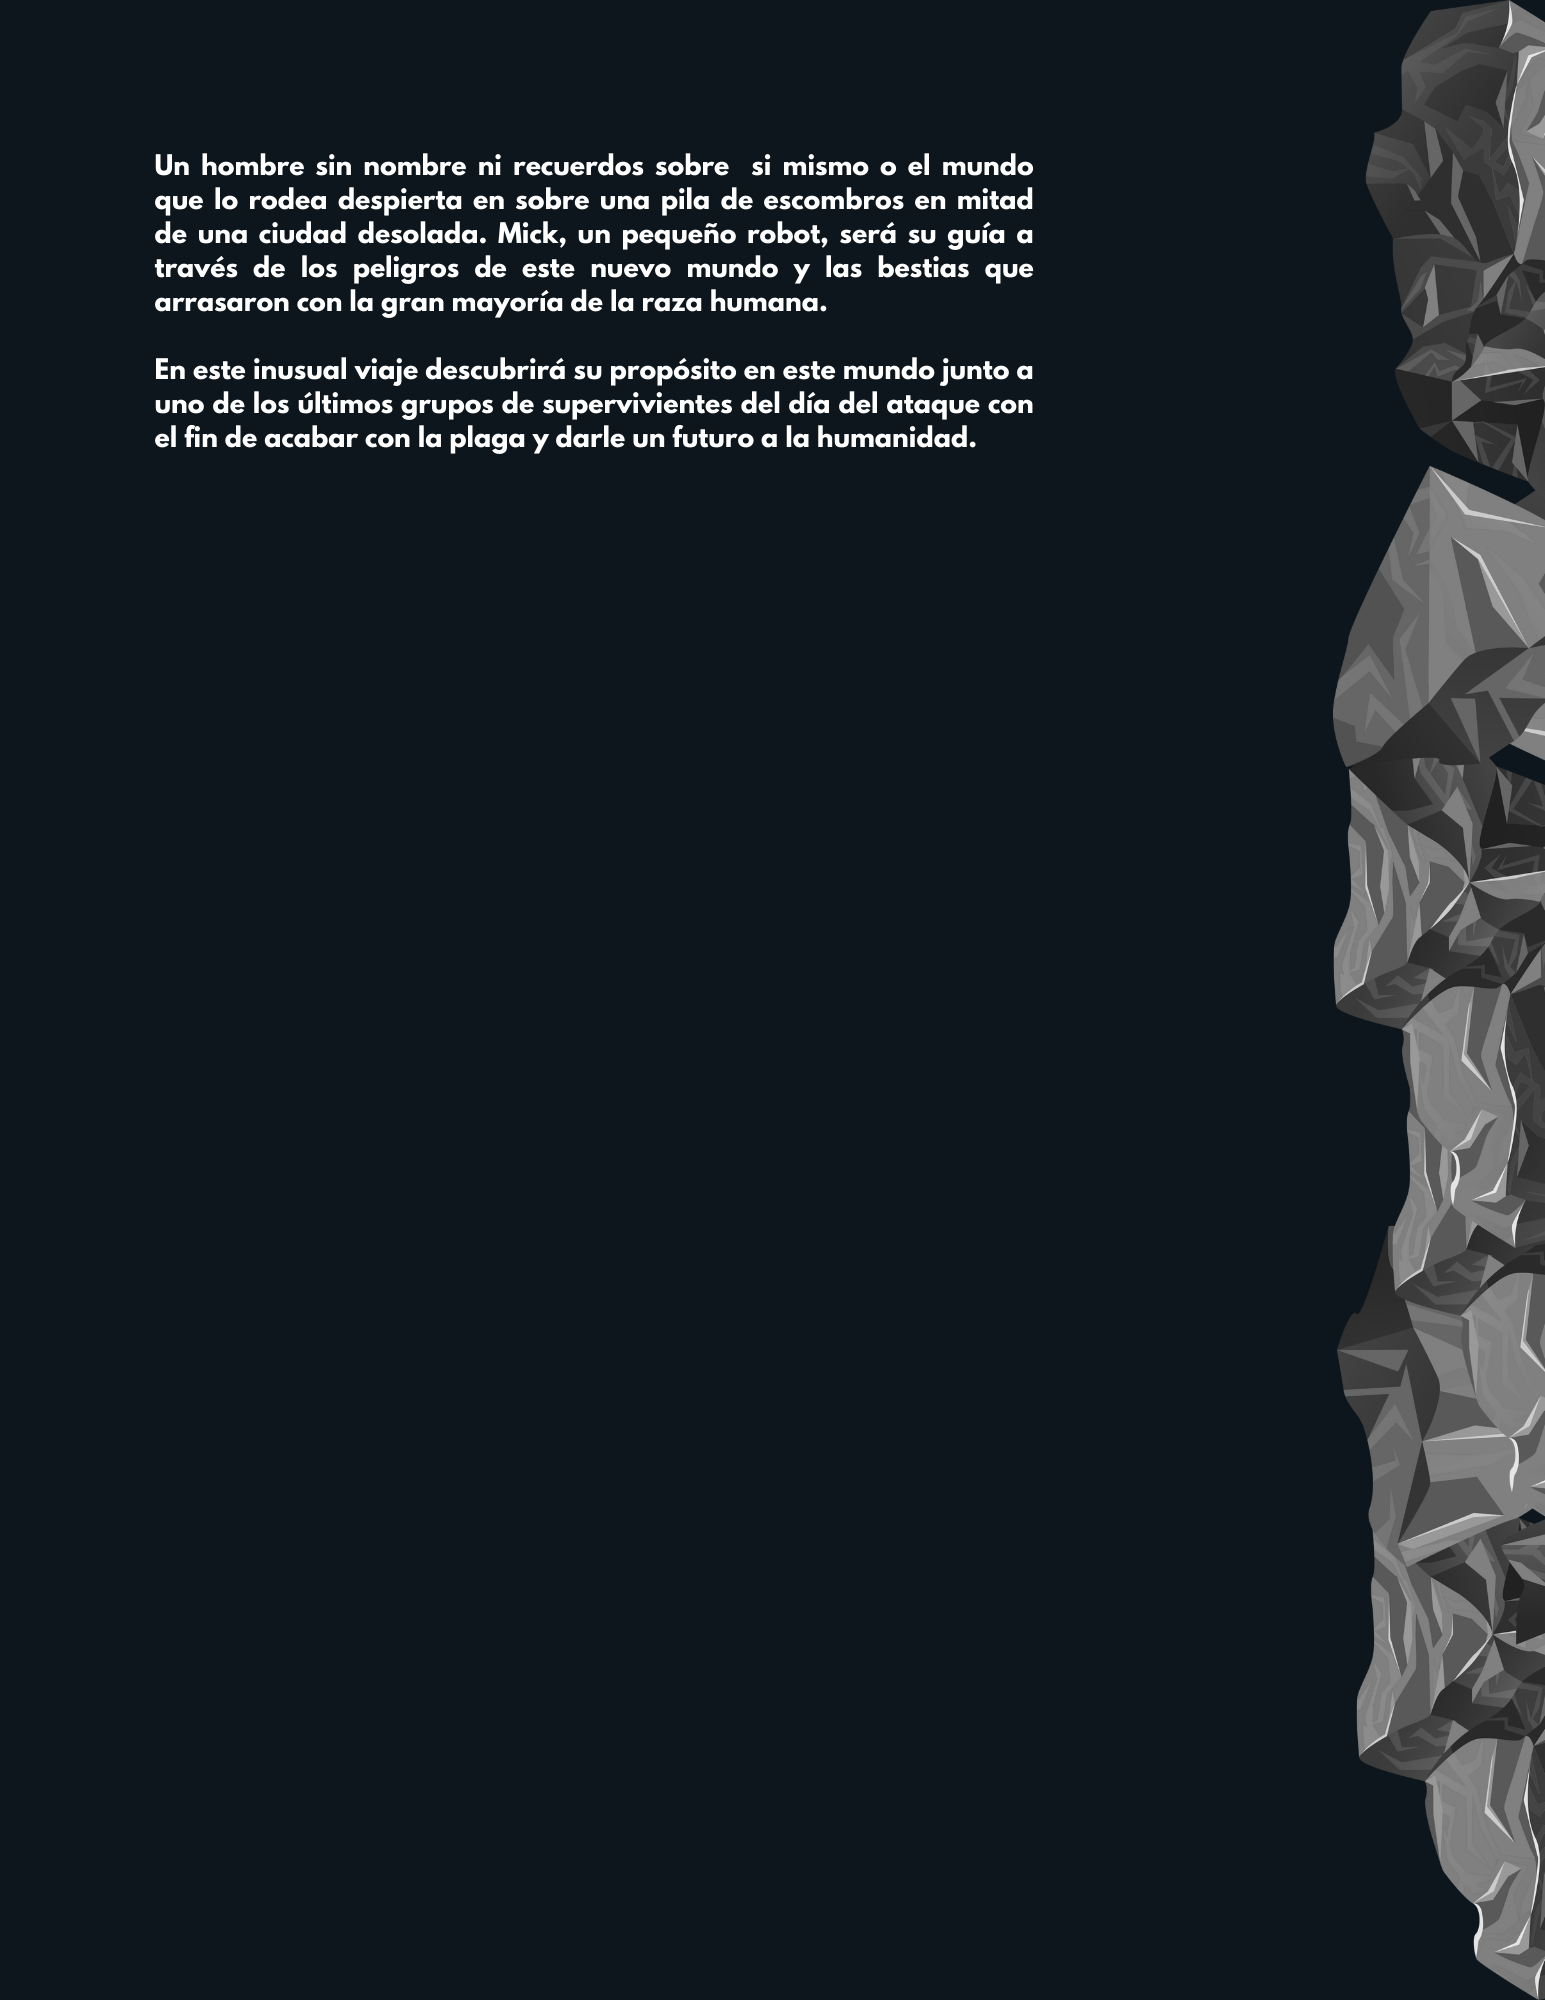 Un hombre sin nombre ni recuerdos sobre  si mismo o el mundo
que lo rodea despierta en sobre una pila de escombros en mitad
de una ciudad desolada. Mick, un pequeño robot, será su guía a
través de los peligros de este nuevo mundo y las bestias que
arrasaron con la gran mayoría de la raza humana.

En este inusual viaje descubrirá su propósito en este mundo junto a
uno de los últimos grupos de supervivientes del día del ataque con
el fin de acabar con la plaga y darle un futuro a la humanidad.